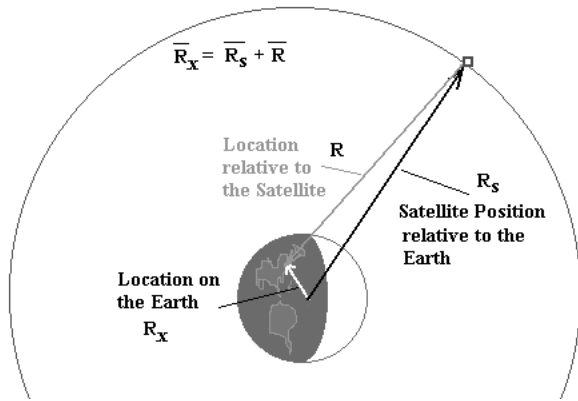 R̅x = R̅s + R̅
Location
relative to
the Satellite
R
Rs
Satellite Position
relative to the
Earth
Location on
the Earth
Rx